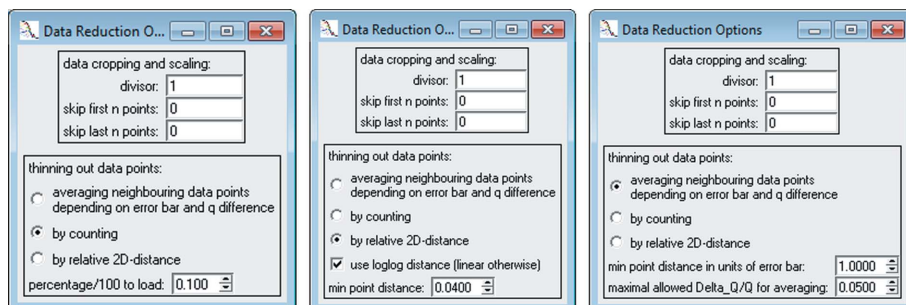 Data Reduction O...
data cropping and scaling:
divisor: 1
skip first n points: 0
skip last n points: 0
thinning out data points:
averaging neighbouring data points
depending on error bar and q difference
by counting
by relative 2D-distance
percentage/100 to load: 0.100
Data Reduction O...
data cropping and scaling:
divisor: 1
skip first n points: 0
skip last n points: 0
thinning out data points:
averaging neighbouring data points
depending on error bar and q difference
by counting
by relative 2D-distance
use loglog distance (linear otherwise)
min point distance: 0.0400
Data Reduction Options
data cropping and scaling:
divisor: 1
skip first n points: 0
skip last n points: 0
thinning out data points:
averaging neighbouring data points
depending on error bar and q difference
by counting
by relative 2D-distance
min point distance in units of error bar: 1.0000
maximal allowed Delta_Q/Q for averaging: 0.0500